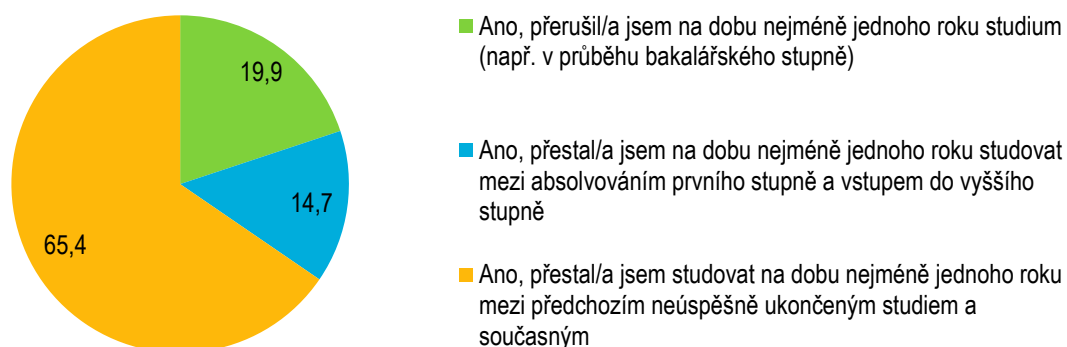 19,9
14,7
65,4
Ano, přerušil/a jsem na dobu nejméně jednoho roku studium
(např. v průběhu bakalářského stupně)
Ano, přestal/a jsem na dobu nejméně jednoho roku studovat
mezi absolvováním prvního stupně a vstupem do vyššího
stupně
Ano, přestal/a jsem studovat na dobu nejméně jednoho roku
mezi předchozím neúspěšně ukončeným studiem a
současným